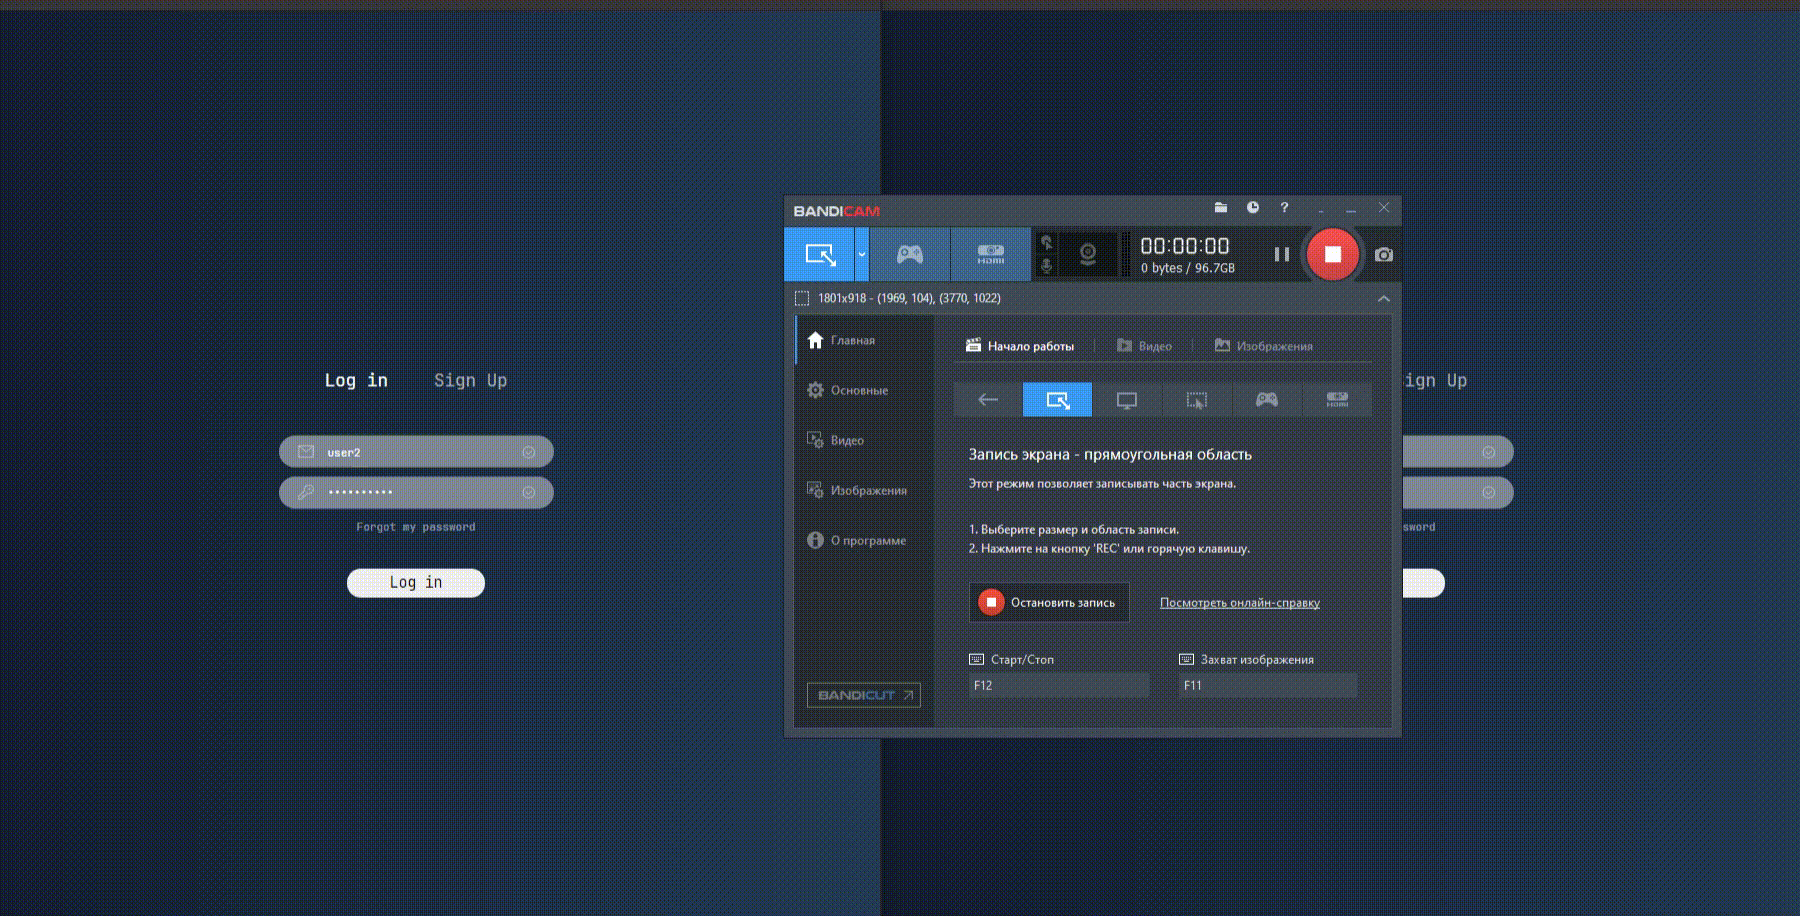 Log in Sign Up
user2
••••••••••
Forgot my password
Log in
BANDICAM
?
HDMI
00:00:00
0 bytes / 96.7GB
1801x918 - (1969, 104), (3770, 1022)
Главная
Основные
Видео
Изображения
О программе
BANDICUT
Начало работы | Видео | Изображения
HDMI
Запись экрана - прямоугольная область
Этот режим позволяет записывать часть экрана.
1. Выберите размер и область записи.
2. Нажмите на кнопку 'REC' или горячую клавишу.
Остановить запись Посмотреть онлайн-справку
Старт/Стоп Захват изображения
F12 F11
ign Up
sword